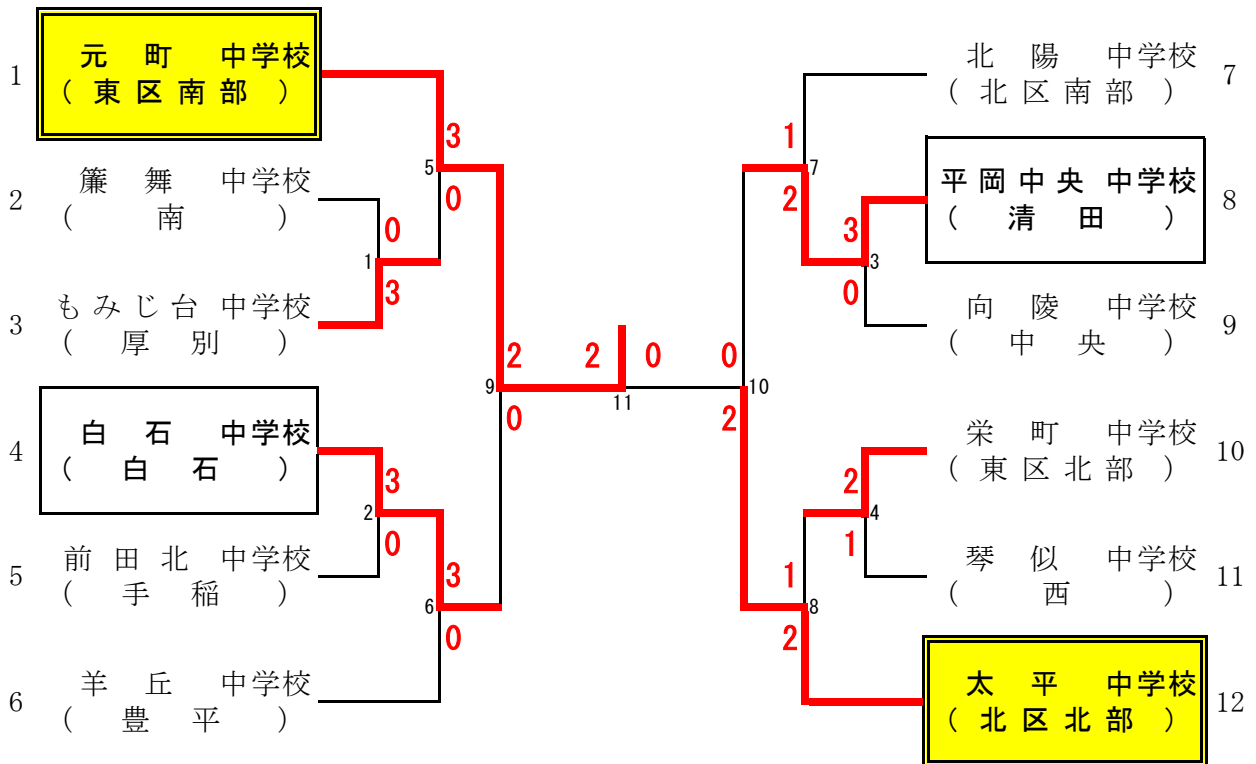 1
元町 中学校
(東区南部)
2
簾舞 中学校
(南)
3
もみじ台 中学校
(厚別)
4
白石 中学校
(白石)
5
前田北 中学校
(手稲)
6
羊丘 中学校
(豊平)
3
5
0
0
1
3
3
2
0
3
6
0
2
9
0
2
0
11
0
10
2
1
7
2
3
3
0
2
4
1
1
8
2
北陽 中学校
(北区南部)
7
平岡中央 中学校
(清田)
8
向陵 中学校
(中央)
9
栄町 中学校
(東区北部)
10
琴似 中学校
(西)
11
太平 中学校
(北区北部)
12